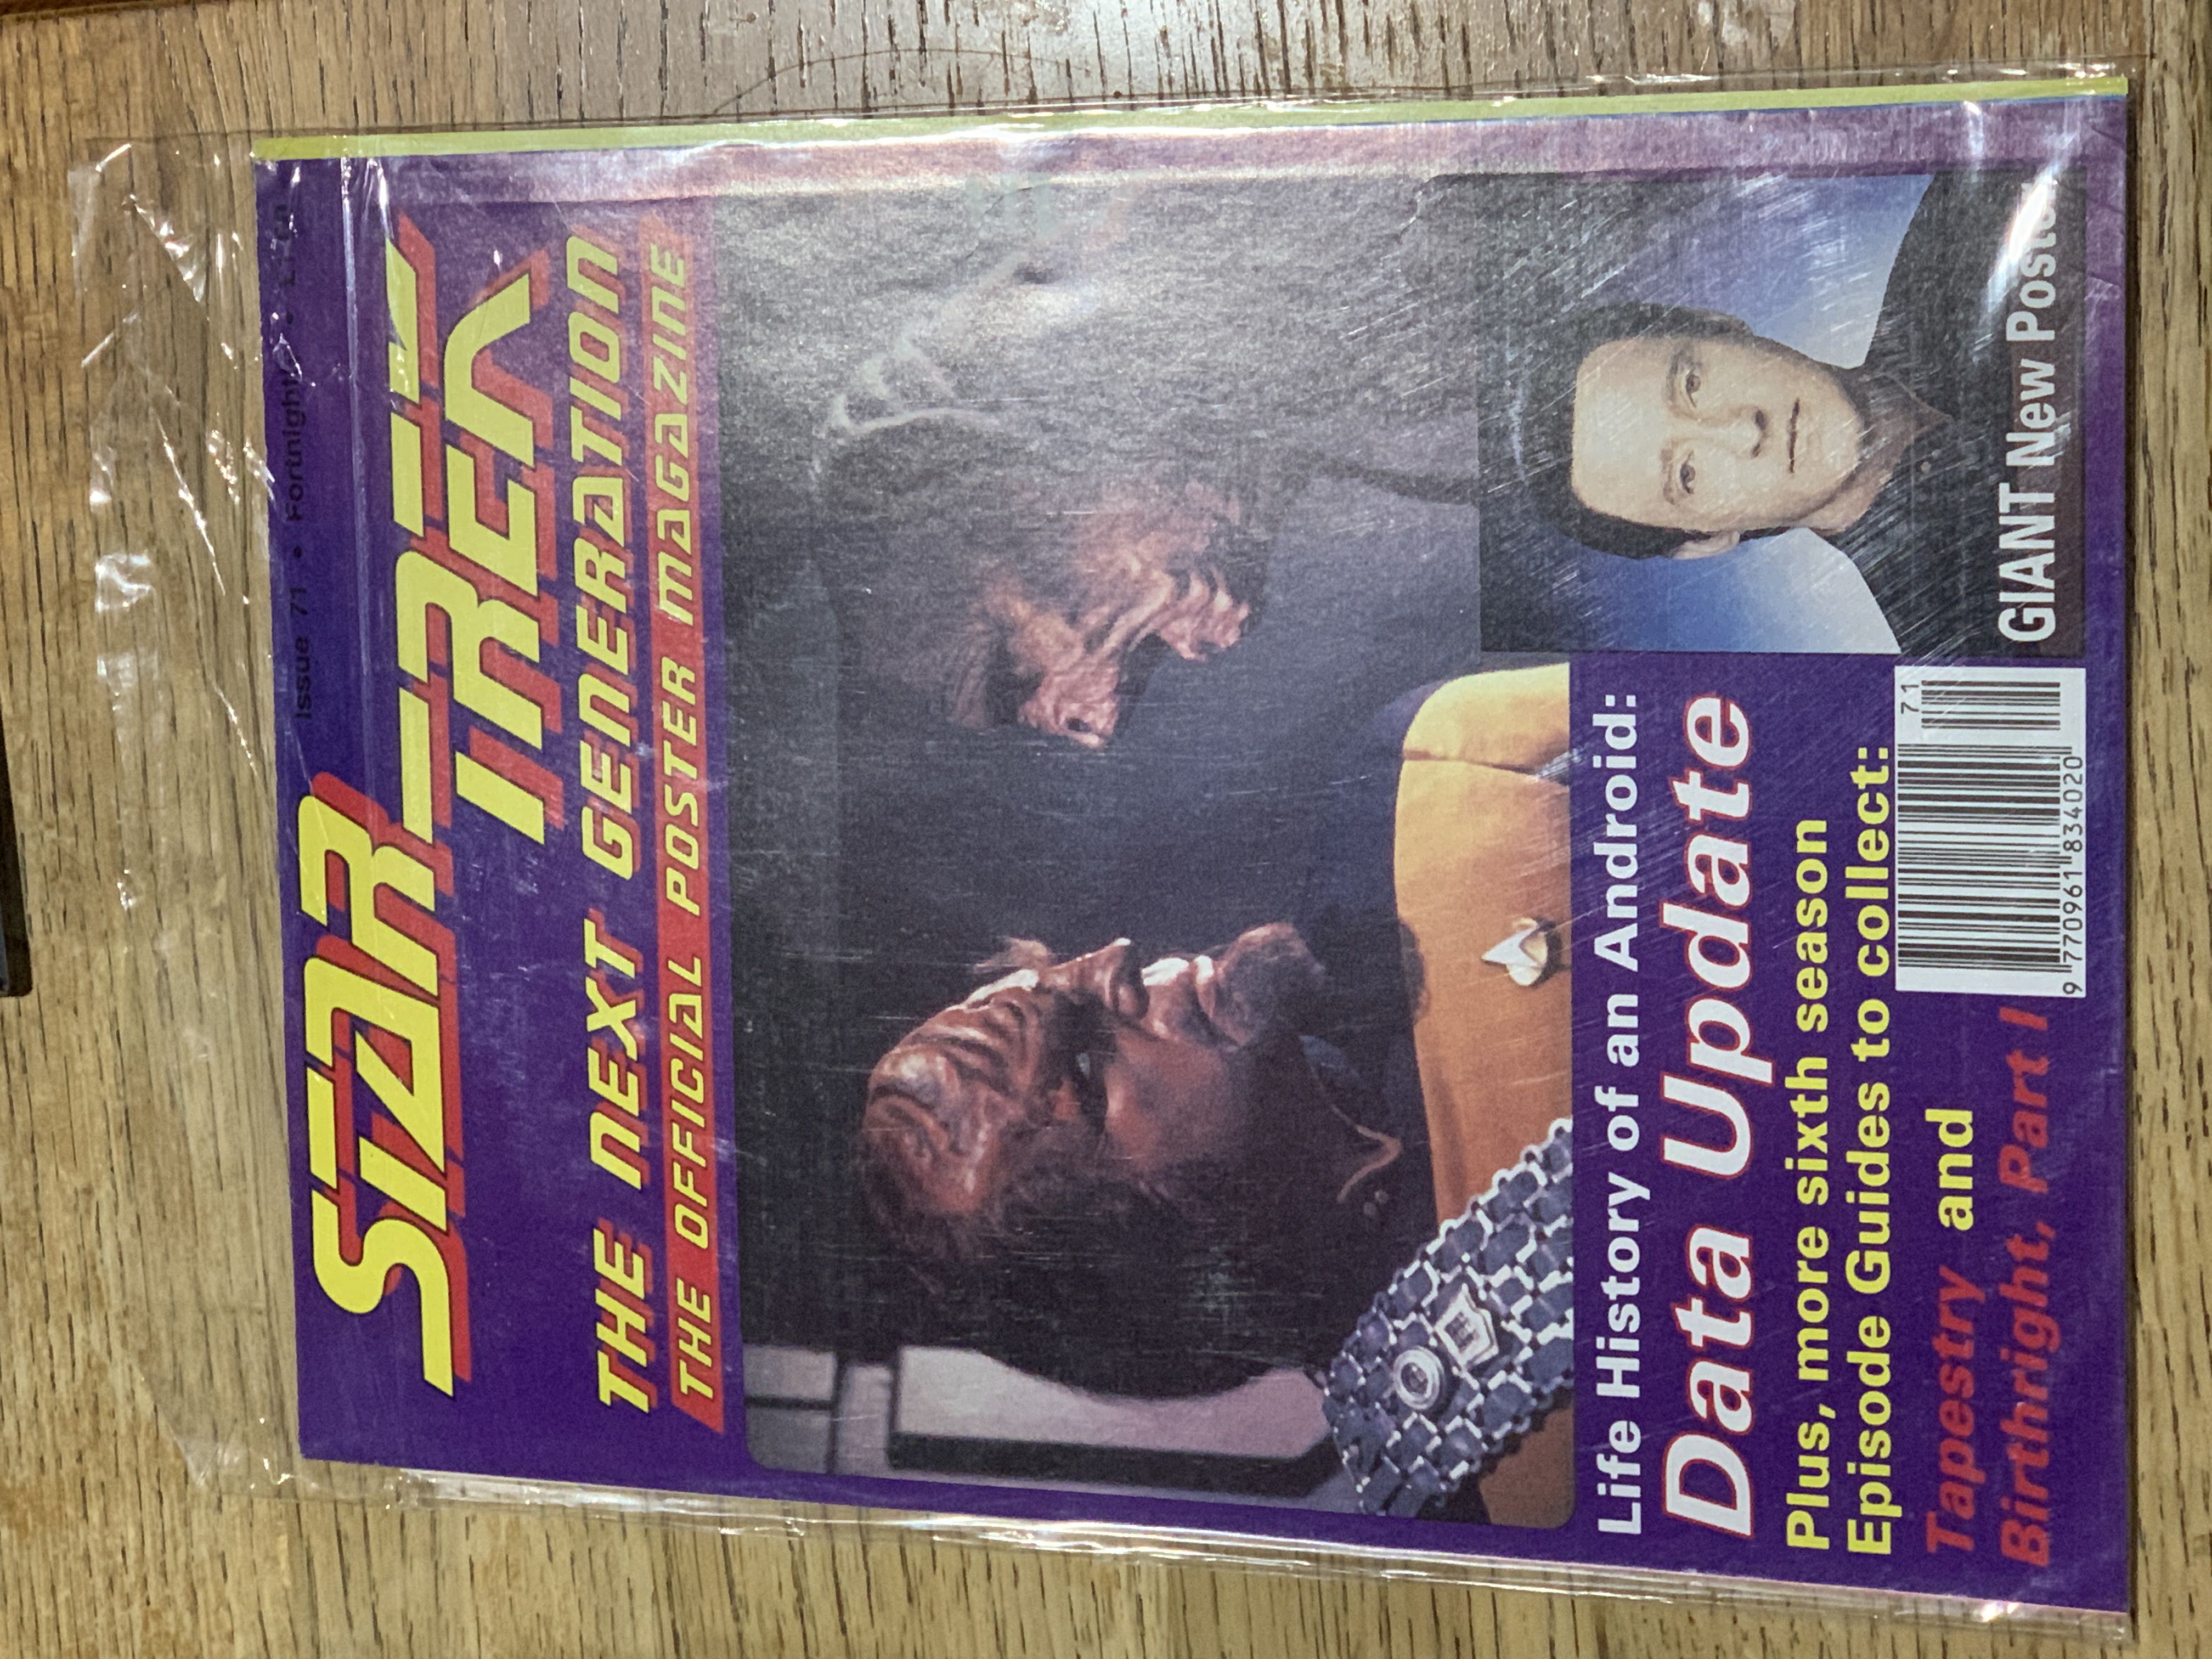 Issue 71 • Fortnightly •
STAR TREK
THE NEXT GENERATION
THE OFFICIAL POSTER MAGAZINE
Life History of an Android:
Data Update
Plus, more sixth season
Episode Guides to collect:
Tapestry and
Birthright, Part I
71
9 770961 834020
GIANT New Poster